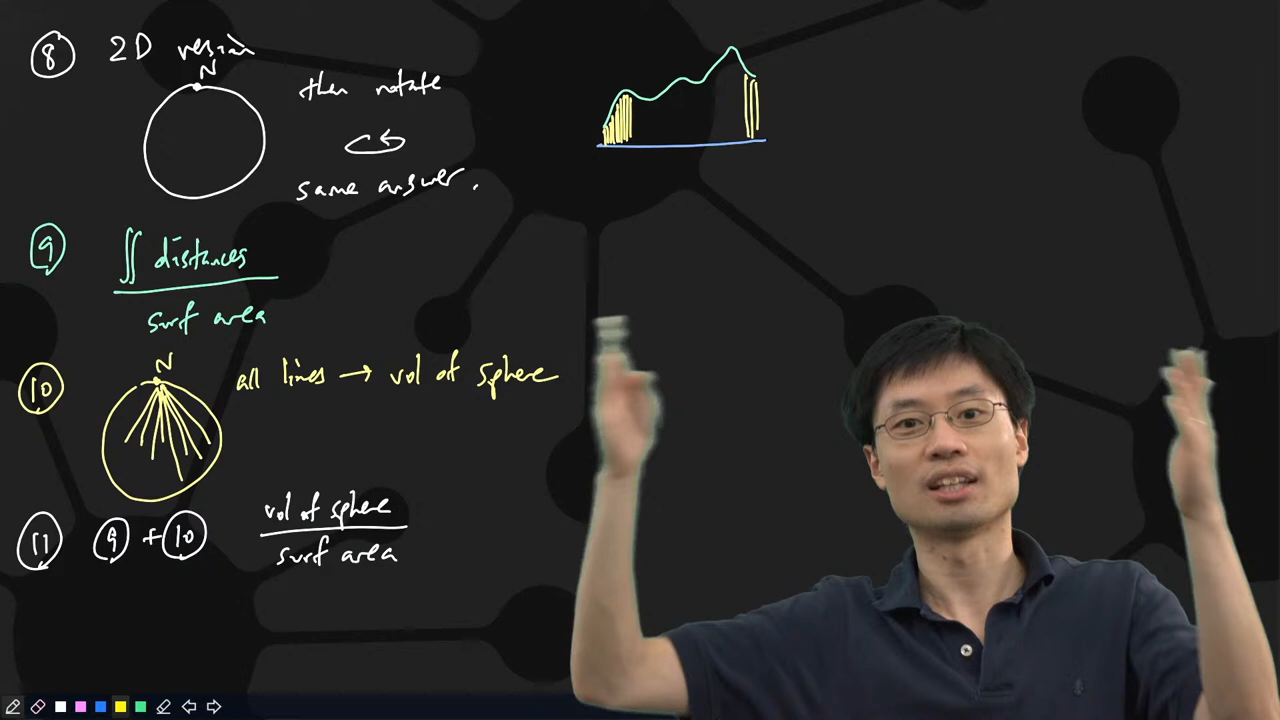 ⑧ 2D version
N
then rotate
same answer.
⑨ ∬ distances
surf area
⑩ N all lines → vol of sphere
⑪ ⑨ + ⑩ vol of sphere
surf area